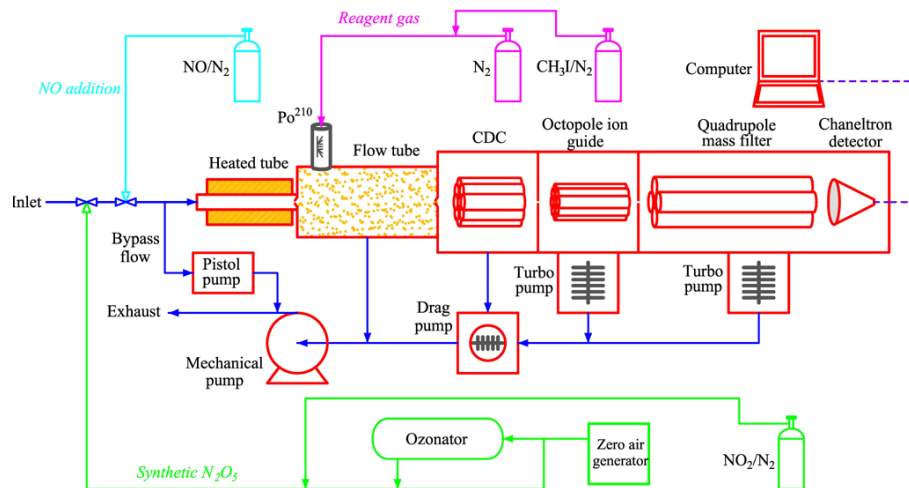 Reagent gas
NO/N₂
N₂
CH₃I/N₂
Computer
NO addition
Po²¹⁰
Octopole ion
guide
Quadrupole
mass filter
Chaneltron
detector
CDC
Flow tube
Heated tube
Inlet
Bypass
flow
Pistol
pump
Turbo
pump
Turbo
pump
Exhaust
Drag
pump
Mechanical
pump
Ozonator
Zero air
generator
NO₂/N₂
Synthetic N₂O₅